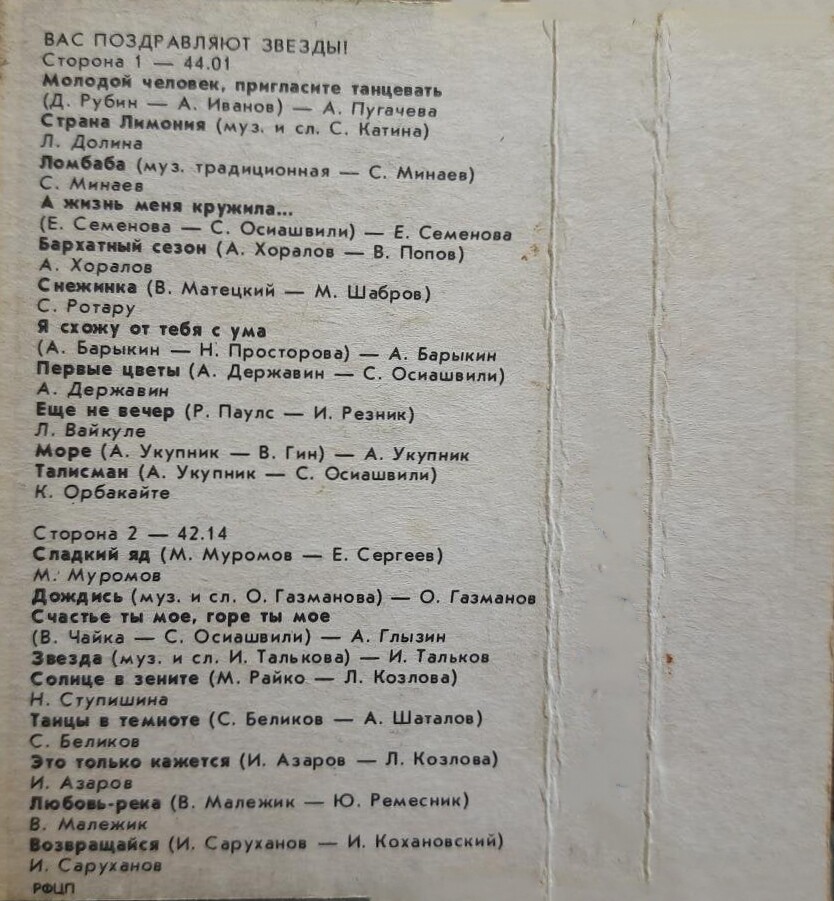 ВАС ПОЗДРАВЛЯЮТ ЗВЕЗДЫ!
Сторона 1 — 44.01
Молодой человек, пригласите танцевать
(Д. Рубин — А. Иванов) — А. Пугачева
Страна Лимония (муз. и сл. С. Катина)
Л. Долина
Ломбаба (муз. традиционная — С. Минаев)
С. Минаев
А жизнь меня кружила...
(Е. Семенова — С. Осиашвили) — Е. Семенова
Бархатный сезон (А. Хоралов — В. Попов)
А. Хоралов
Снежинка (В. Матецкий — М. Шабров)
С. Ротару
Я схожу от тебя с ума
(А. Барыкин — Н. Просторова) — А. Барыкин
Первые цветы (А. Державин — С. Осиашвили)
А. Державин
Еще не вечер (Р. Паулс — И. Резник)
Л. Вайкуле
Море (А. Укупник — В. Гин) — А. Укупник
Талисман (А. Укупник — С. Осиашвили)
К. Орбакайте
Сторона 2 — 42.14
Сладкий яд (М. Муромов — Е. Сергеев)
М. Муромов
Дождись (муз. и сл. О. Газманова) — О. Газманов
Счастье ты мое, горе ты мое
(В. Чайка — С. Осиашвили) — А. Глызин
Звезда (муз. и сл. И. Талькова) — И. Тальков
Солнце в зените (М. Райко — Л. Козлова)
Н. Ступишина
Танцы в темноте (С. Беликов — А. Шаталов)
С. Беликов
Это только кажется (И. Азаров — Л. Козлова)
И. Азаров
Любовь-река (В. Малежик — Ю. Ремесник)
В. Малежик
Возвращайся (И. Саруханов — И. Кохановский)
И. Саруханов
РФЦП